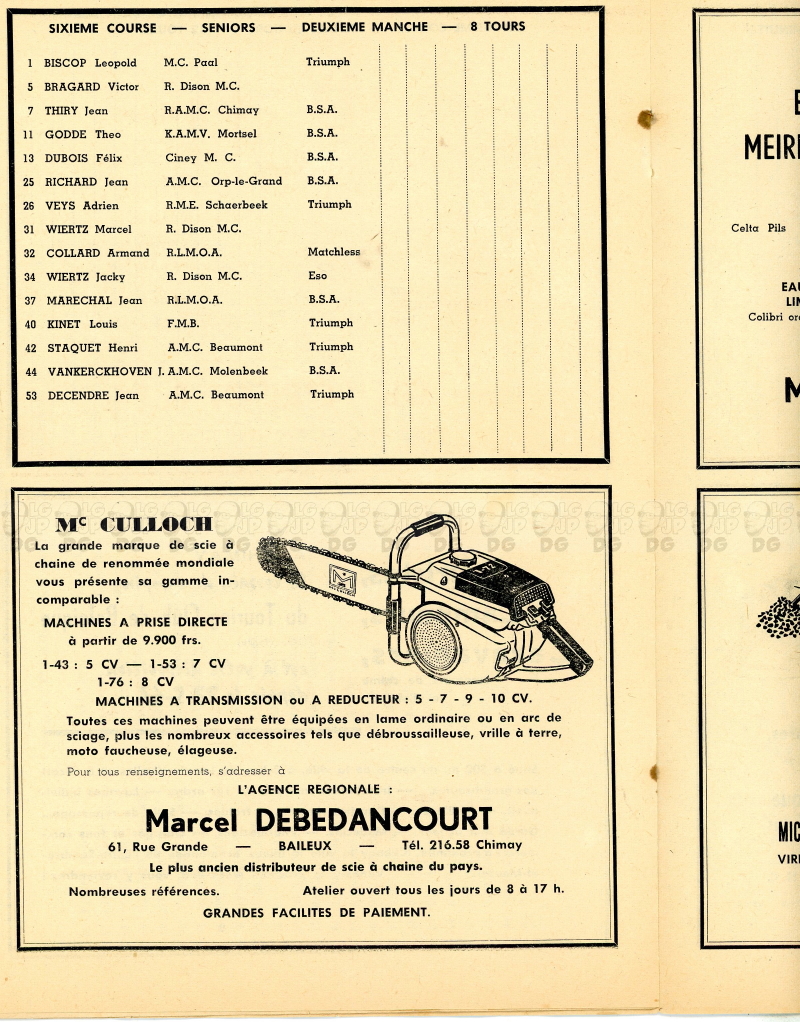 SIXIEME COURSE — SENIORS — DEUXIEME MANCHE — 8 TOURS
1 BISCOP Leopold M.C. Paal Triumph
5 BRAGARD Victor R. Dison M.C.
7 THIRY Jean R.A.M.C. Chimay B.S.A.
11 GODDE Theo K.A.M.V. Mortsel B.S.A.
13 DUBOIS Félix Ciney M. C. B.S.A.
25 RICHARD Jean A.M.C. Orp-le-Grand B.S.A.
26 VEYS Adrien R.M.E. Schaerbeek Triumph
31 WIERTZ Marcel R. Dison M.C.
32 COLLARD Armand R.L.M.O.A. Matchless
34 WIERTZ Jacky R. Dison M.C. Eso
37 MARECHAL Jean R.L.M.O.A. B.S.A.
40 KINET Louis F.M.B. Triumph
42 STAQUET Henri A.M.C. Beaumont Triumph
44 VANKERCKHOVEN J. A.M.C. Molenbeek B.S.A.
53 DECENDRE Jean A.M.C. Beaumont Triumph
Mc CULLOCH
La grande marque de scie à
chaine de renommée mondiale
vous présente sa gamme in-
comparable :
MACHINES A PRISE DIRECTE
à partir de 9.900 frs.
1-43 : 5 CV — 1-53 : 7 CV
1-76 : 8 CV
MACHINES A TRANSMISSION ou A REDUCTEUR : 5 - 7 - 9 - 10 CV.
Toutes ces machines peuvent être équipées en lame ordinaire ou en arc de
sciage, plus les nombreux accessoires tels que débroussailleuse, vrille à terre,
moto faucheuse, élageuse.
Pour tous renseignements, s'adresser à
L'AGENCE REGIONALE :
Marcel DEBEDANCOURT
61, Rue Grande — BAILEUX — Tél. 216.58 Chimay
Le plus ancien distributeur de scie à chaine du pays.
Nombreuses références. Atelier ouvert tous les jours de 8 à 17 h.
GRANDES FACILITES DE PAIEMENT.
MEIR
Celta Pils
EAU
LIM
Colibri
M
MIC
VIR